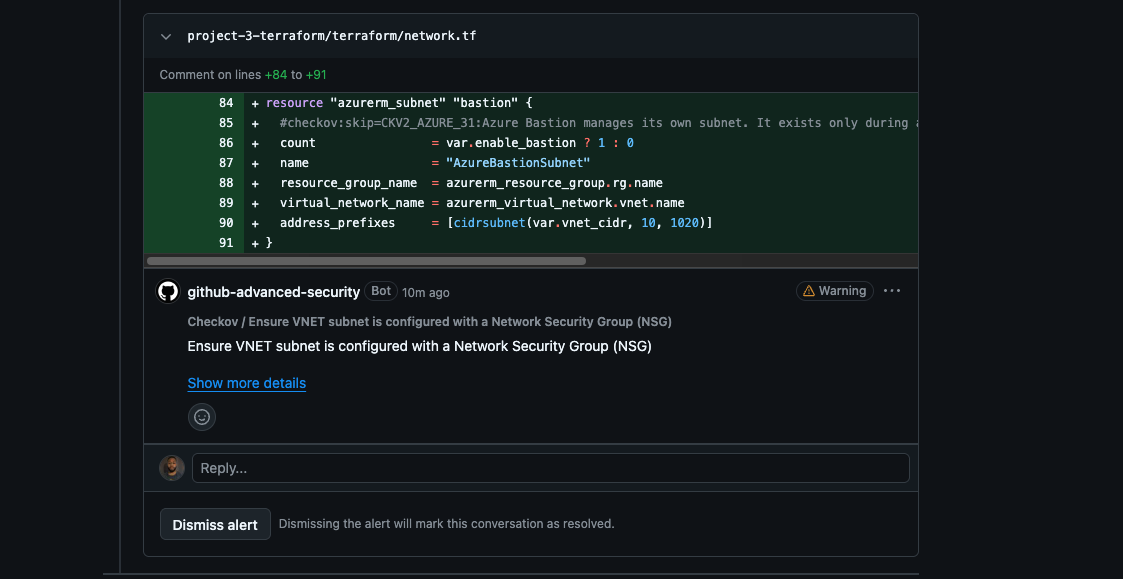 project-3-terraform/terraform/network.tf
Comment on lines +84 to +91
84 + resource "azurerm_subnet" "bastion" {
85 + #checkov:skip=CKV2_AZURE_31:Azure Bastion manages its own subnet. It exists only during a
86 + count = var.enable_bastion ? 1 : 0
87 + name = "AzureBastionSubnet"
88 + resource_group_name = azurerm_resource_group.rg.name
89 + virtual_network_name = azurerm_virtual_network.vnet.name
90 + address_prefixes = [cidrsubnet(var.vnet_cidr, 10, 1020)]
91 + }
github-advanced-security Bot 10m ago Warning
Checkov / Ensure VNET subnet is configured with a Network Security Group (NSG)
Ensure VNET subnet is configured with a Network Security Group (NSG)
Show more details
Reply...
Dismiss alert Dismissing the alert will mark this conversation as resolved.